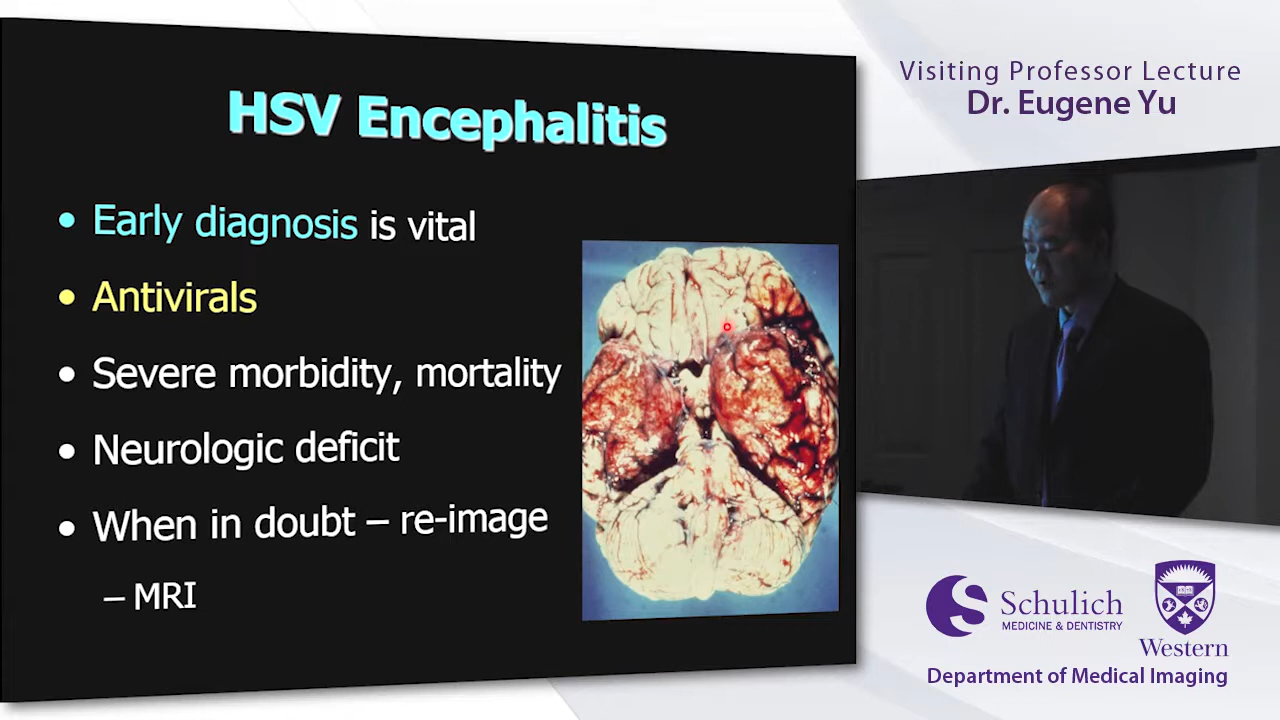 HSV Encephalitis
• Early diagnosis is vital
• Antivirals
• Severe morbidity, mortality
• Neurologic deficit
• When in doubt – re-image
– MRI
Visiting Professor Lecture
Dr. Eugene Yu
Schulich
MEDICINE & DENTISTRY
Western
Department of Medical Imaging